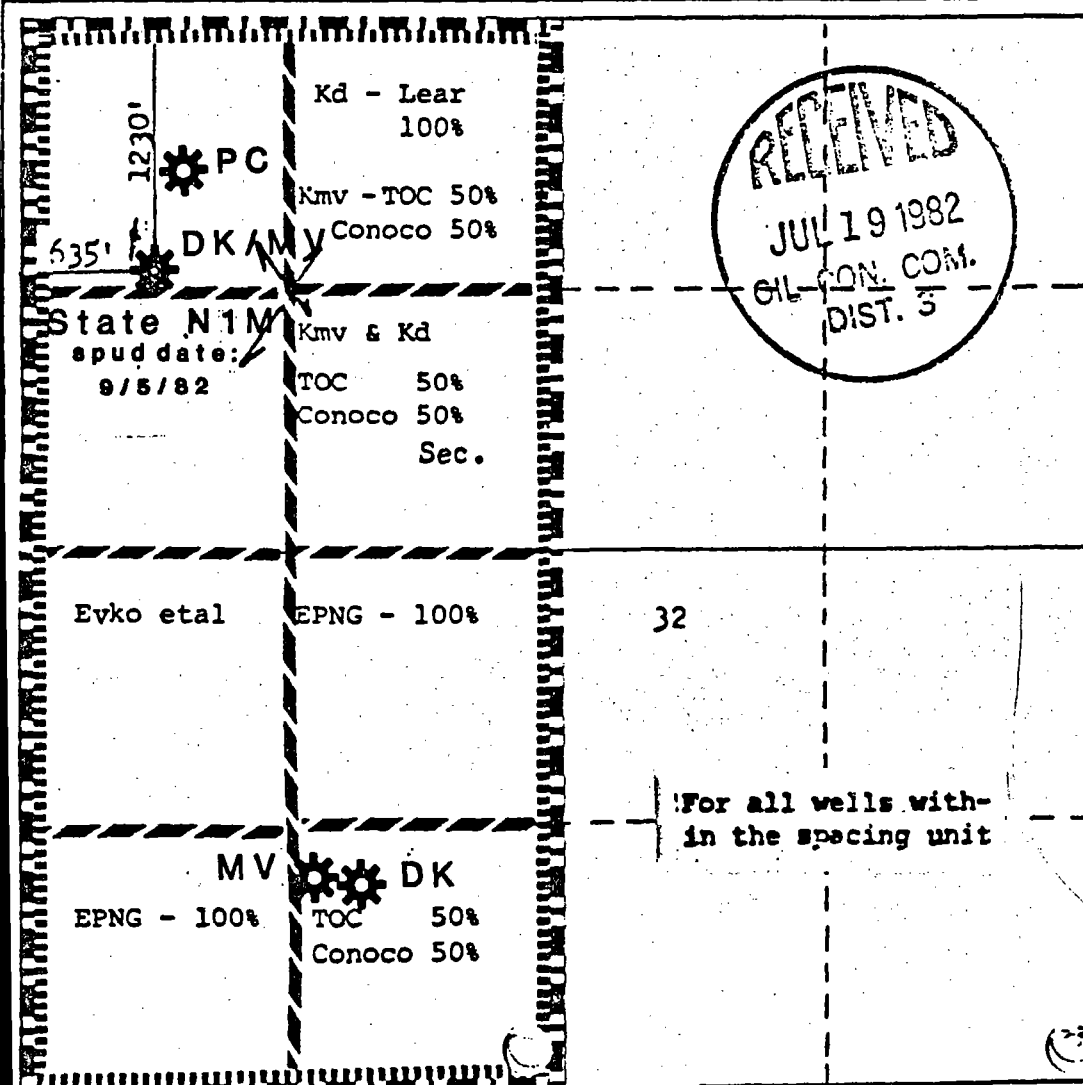 Kd - Lear
100%
1230'
PC
Kmv - TOC 50%
Conoco 50%
635'
DK/MV
State N1M
spud date:
9/5/82
Kmv & Kd
TOC 50%
Conoco 50%
Sec.
RECEIVED
JUL 19 1982
OIL CON. COM.
DIST. 3
Evko etal
EPNG - 100%
32
For all wells with-
in the spacing unit
MV
DK
EPNG - 100%
TOC 50%
Conoco 50%